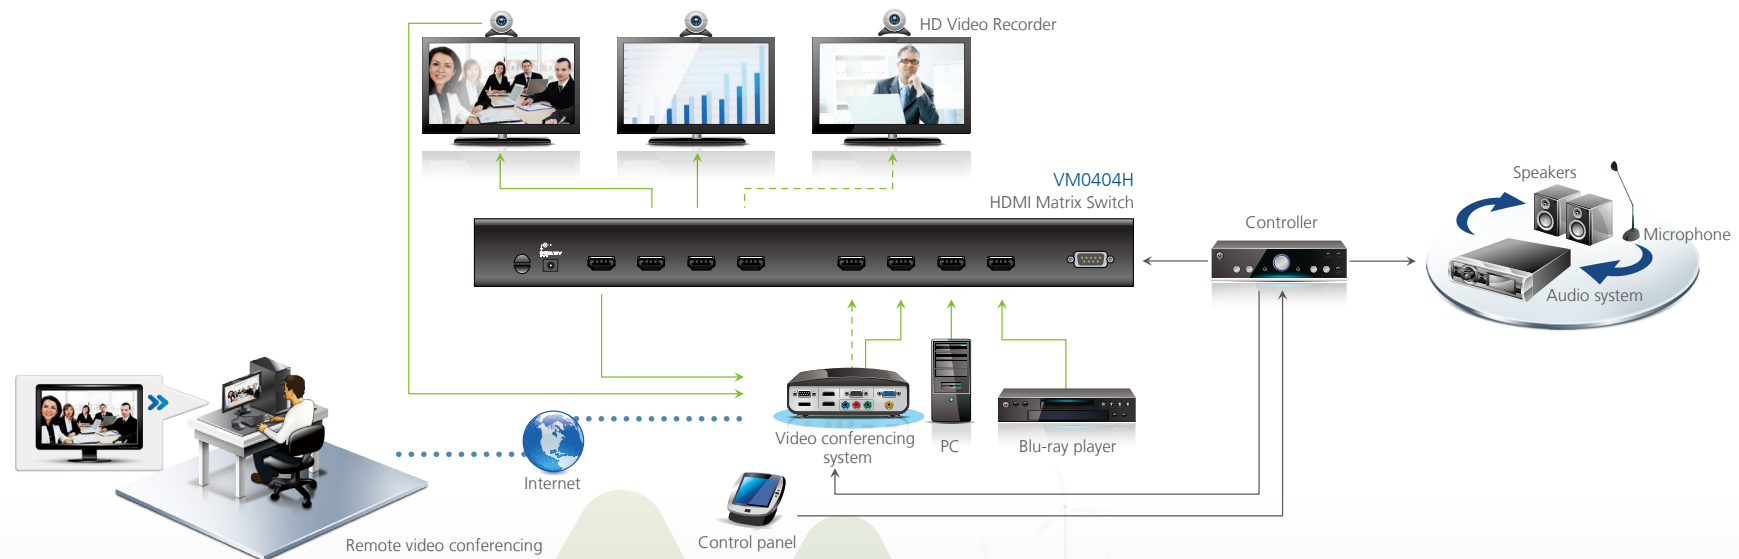 HD Video Recorder
VM0404H
HDMI Matrix Switch
Speakers
Controller
Microphone
Audio system
Video conferencing
system
PC
Blu-ray player
Internet
Control panel
Remote video conferencing